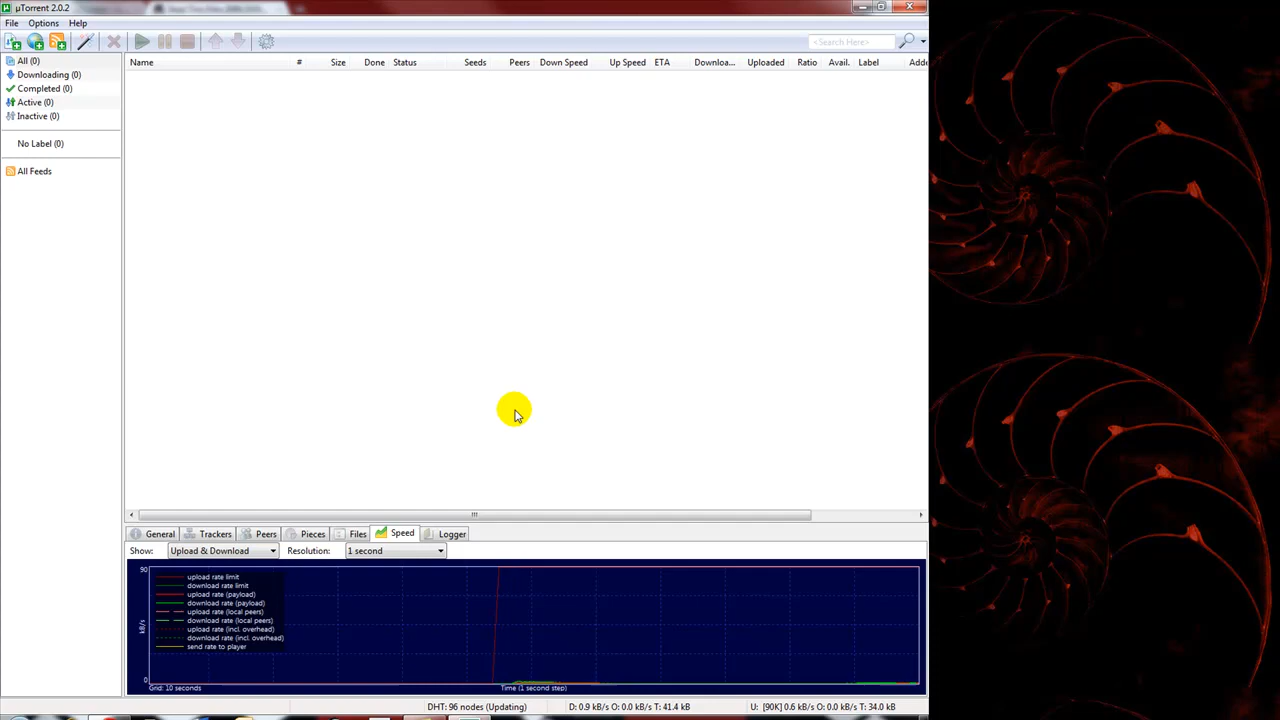 µTorrent 2.0.2
File Options Help
<Search Here>
All (0)
Downloading (0)
Completed (0)
Active (0)
Inactive (0)
No Label (0)
All Feeds
Name # Size Done Status Seeds Peers Down Speed Up Speed ETA Downloa... Uploaded Ratio Avail. Label Adde
General Trackers Peers Pieces Files Speed Logger
Show: Upload & Download Resolution: 1 second
90
upload rate limit
download rate limit
upload rate (payload)
download rate (payload)
upload rate (local peers)
download rate (local peers)
upload rate (incl. overhead)
download rate (incl. overhead)
send rate to player
kB/s
0
Grid: 10 seconds
Time (1 second step)
DHT: 96 nodes (Updating) D: 0.9 kB/s O: 0.0 kB/s T: 41.4 kB U: [90K] 0.6 kB/s O: 0.0 kB/s T: 34.0 kB